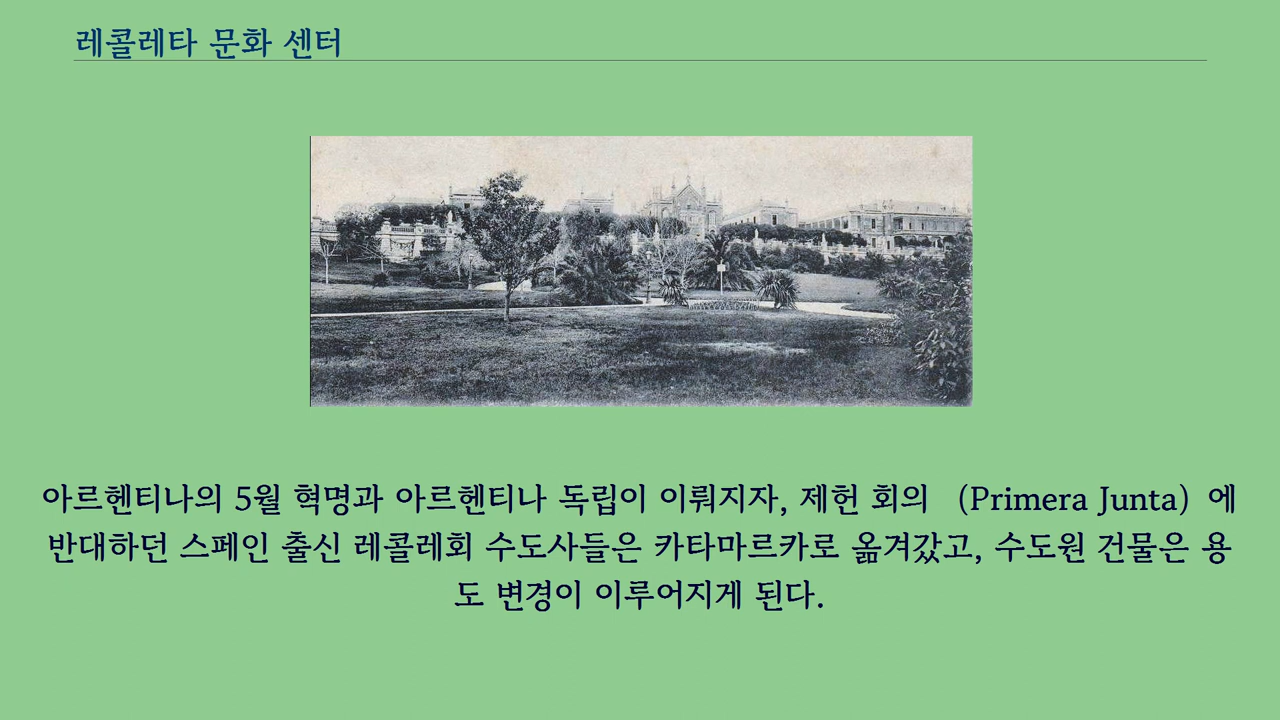 레콜레타 문화 센터
아르헨티나의 5월 혁명과 아르헨티나 독립이 이뤄지자, 제헌 회의 （Primera Junta）에
반대하던 스페인 출신 레콜레회 수도사들은 카타마르카로 옮겨갔고, 수도원 건물은 용
도 변경이 이루어지게 된다.